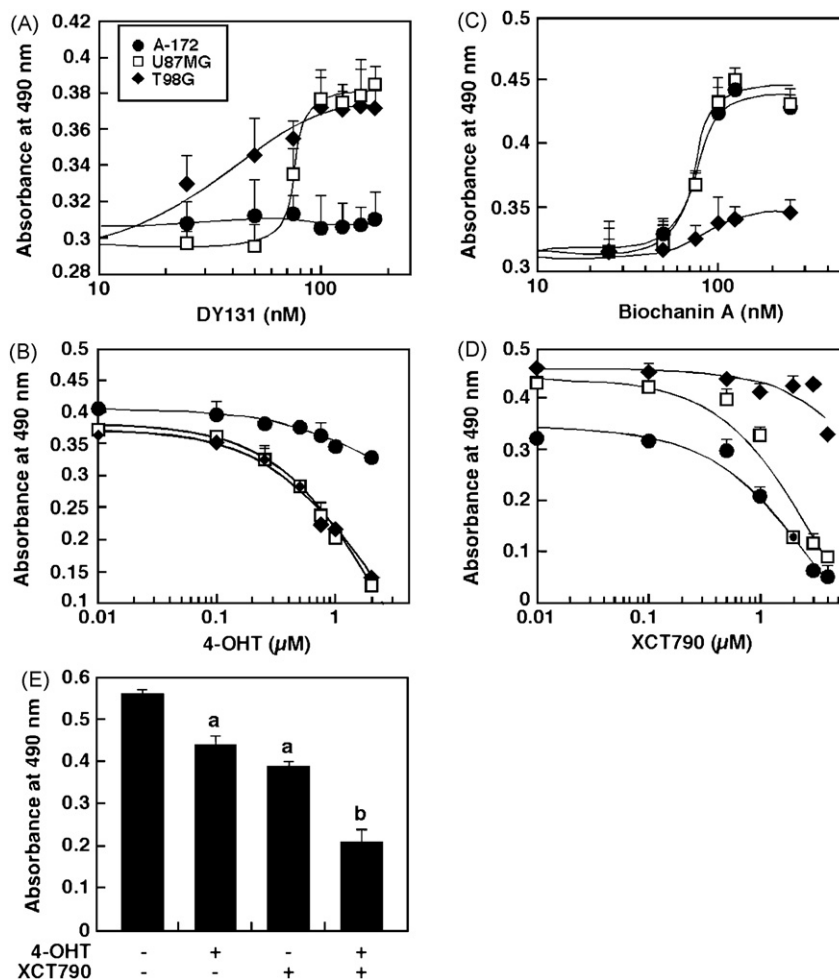 (A)
0.42
0.4
0.38
0.36
0.34
0.32
0.3
0.28
Absorbance at 490 nm
A-172
U87MG
T98G
10
100
DY131 (nM)
(C)
0.5
0.45
0.4
0.35
0.3
Absorbance at 490 nm
10
100
Biochanin A (nM)
(B)
0.5
0.45
0.4
0.35
0.3
0.25
0.2
0.15
0.1
Absorbance at 490 nm
0.01
0.1
1
4-OHT (µM)
(D)
0.5
0.4
0.3
0.2
0.1
0
Absorbance at 490 nm
0.01
0.1
1
XCT790 (µM)
(E)
0.6
0.5
0.4
0.3
0.2
0.1
0
Absorbance at 490 nm
a
a
b
4-OHT - + - +
XCT790 - - + +